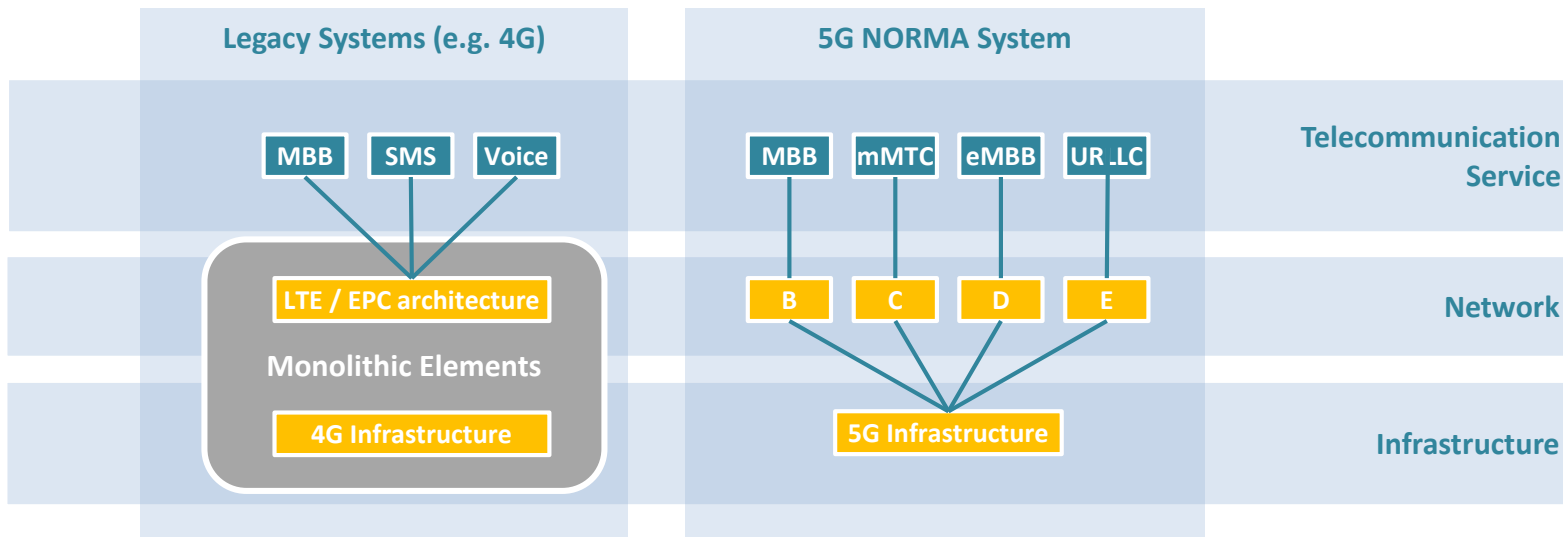 Legacy Systems (e.g. 4G)
5G NORMA System
MBB
SMS
Voice
MBB
mMTC
eMBB
URLLC
Telecommunication
Service
LTE / EPC architecture
B
C
D
E
Network
Monolithic Elements
4G Infrastructure
5G Infrastructure
Infrastructure